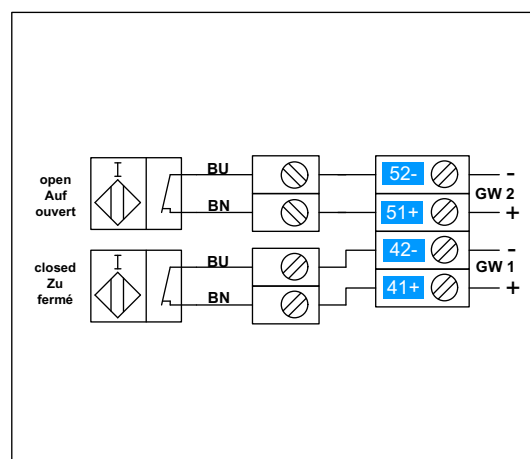 open
Auf
ouvert
I
BU
BN
52-
51+
-
GW 2
+
closed
Zu
fermé
I
BU
BN
42-
41+
-
GW 1
+